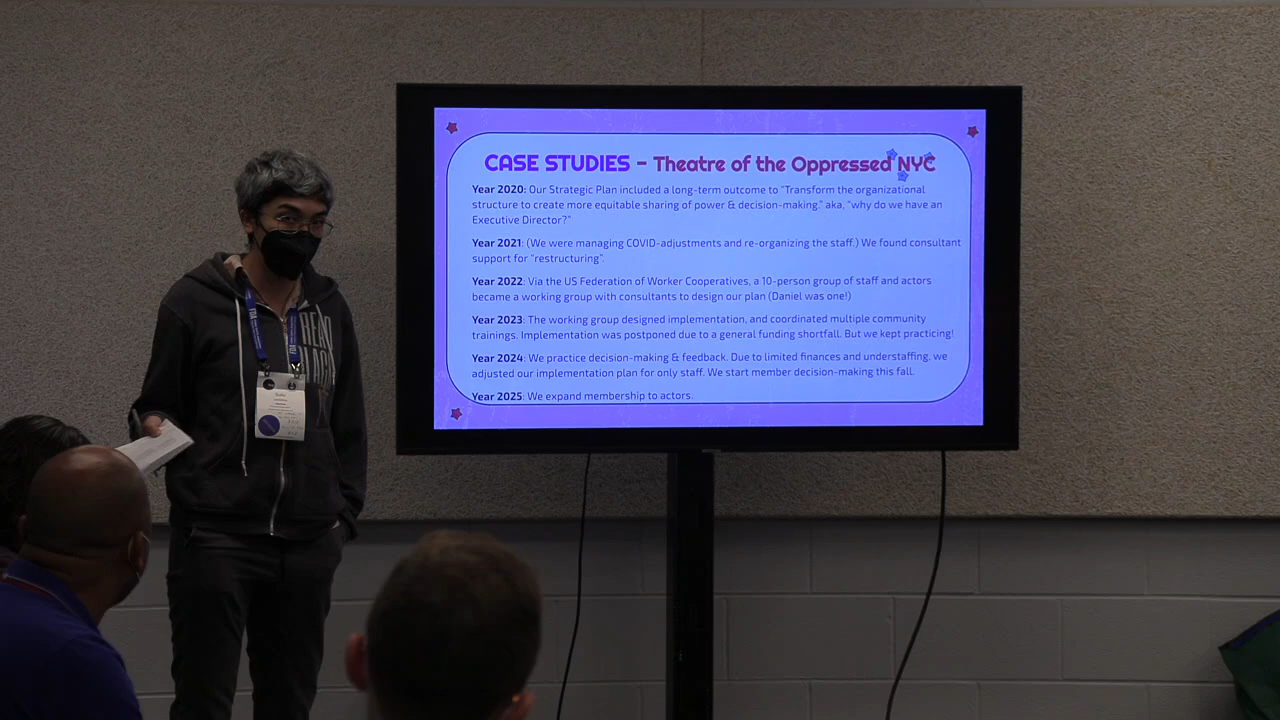 CASE STUDIES - Theatre of the Oppressed NYC
Year 2020: Our Strategic Plan included a long-term outcome to "Transform the organizational
structure to create more equitable sharing of power & decision-making." aka, "why do we have an
Executive Director?"
Year 2021: (We were managing COVID-adjustments and re-organizing the staff.) We found consultant
support for "restructuring".
Year 2022: Via the US Federation of Worker Cooperatives, a 10-person group of staff and actors
became a working group with consultants to design our plan (Daniel was one!)
Year 2023: The working group designed implementation, and coordinated multiple community
trainings. Implementation was postponed due to a general funding shortfall. But we kept practicing!
Year 2024: We practice decision-making & feedback. Due to limited finances and understaffing, we
adjusted our implementation plan for only staff. We start member decision-making this fall.
Year 2025: We expand membership to actors.
FDA
FDA